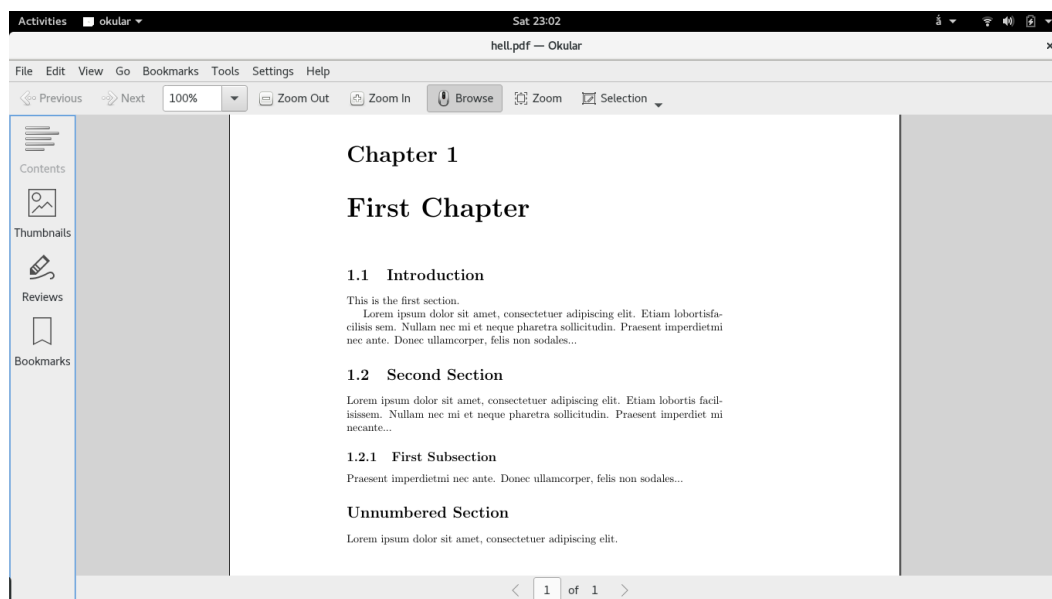 Activities okular
Sat 23:02
á
hell.pdf — Okular
File Edit View Go Bookmarks Tools Settings Help
Previous Next 100% Zoom Out Zoom In Browse Zoom Selection
Contents
Thumbnails
Reviews
Bookmarks
Chapter 1
First Chapter
1.1 Introduction
This is the first section.
Lorem ipsum dolor sit amet, consectetuer adipiscing elit. Etiam lobortisfa-
cilisis sem. Nullam nec mi et neque pharetra sollicitudin. Praesent imperdietmi
nec ante. Donec ullamcorper, felis non sodales...
1.2 Second Section
Lorem ipsum dolor sit amet, consectetuer adipiscing elit. Etiam lobortis facil-
isissem. Nullam nec mi et neque pharetra sollicitudin. Praesent imperdiet mi
necante...
1.2.1 First Subsection
Praesent imperdietmi nec ante. Donec ullamcorper, felis non sodales...
Unnumbered Section
Lorem ipsum dolor sit amet, consectetuer adipiscing elit.
1 of 1